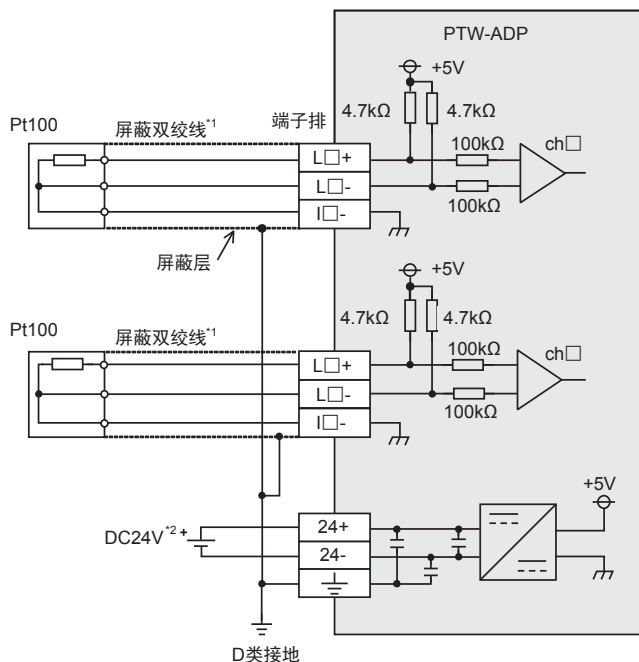 PTW-ADP
+5V
4.7kΩ 4.7kΩ
Pt100 屏蔽双绞线*1 端子排
100kΩ ch□
L□+
L□-
100kΩ
I□-
屏蔽层
+5V
4.7kΩ 4.7kΩ
Pt100 屏蔽双绞线*1
100kΩ ch□
L□+
L□-
100kΩ
I□-
+5V
DC24V*2 + 24+
24-
D类接地